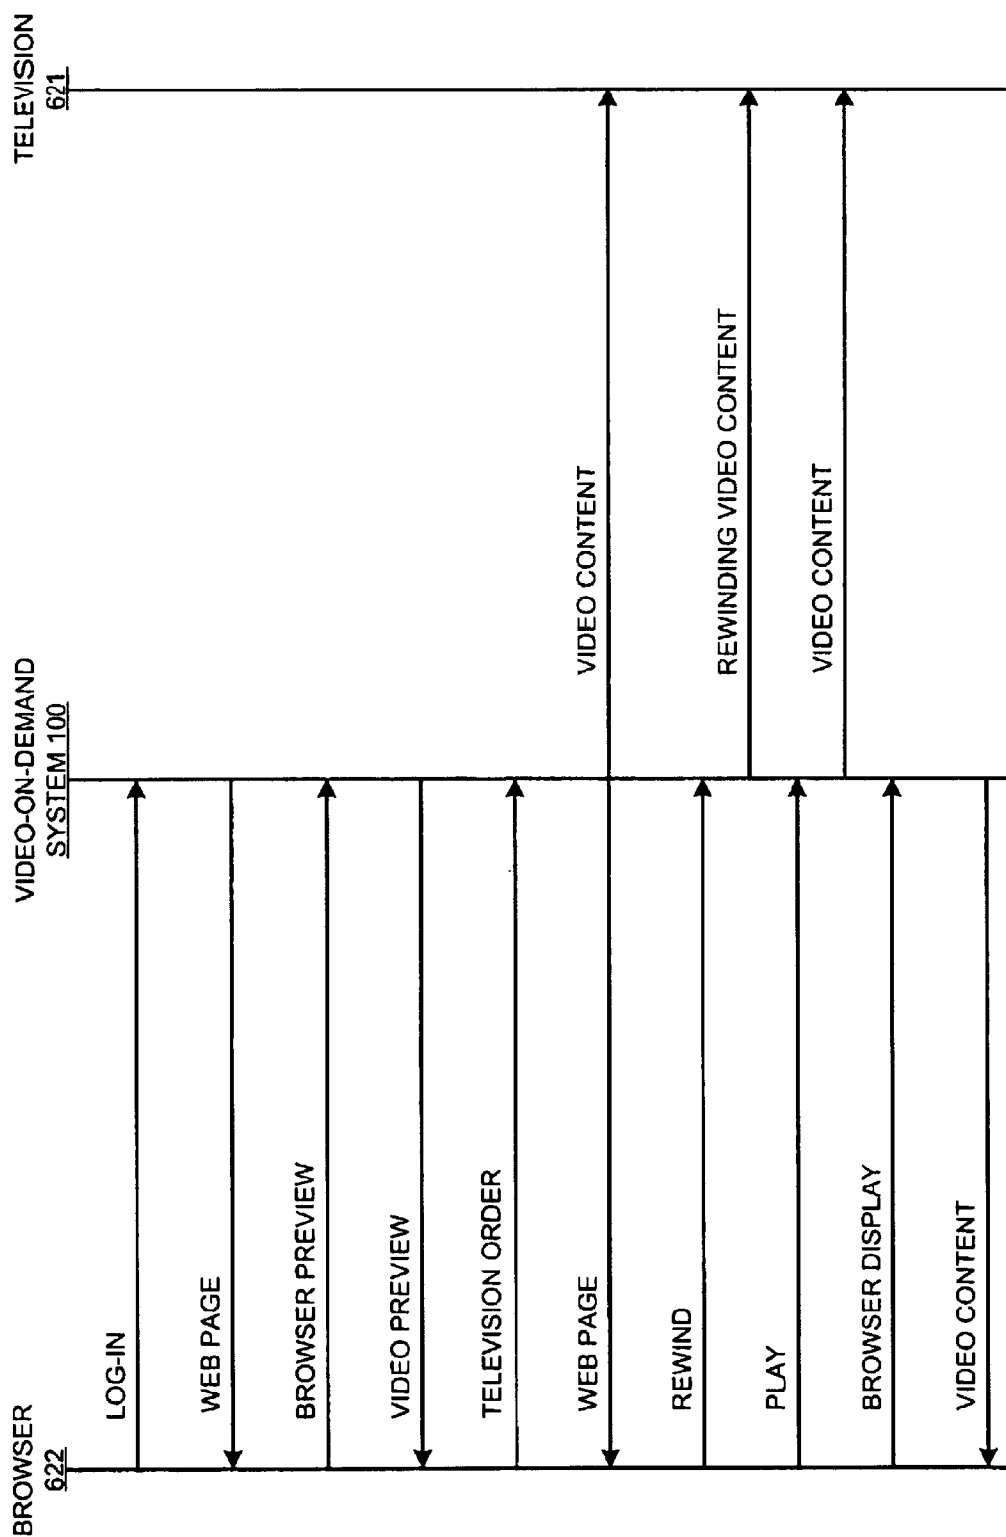 BROWSER
622
VIDEO-ON-DEMAND
SYSTEM 100
TELEVISION
621
LOG-IN
WEB PAGE
BROWSER PREVIEW
VIDEO PREVIEW
TELEVISION ORDER
WEB PAGE
VIDEO CONTENT
REWIND
REWINDING VIDEO CONTENT
PLAY
VIDEO CONTENT
BROWSER DISPLAY
VIDEO CONTENT